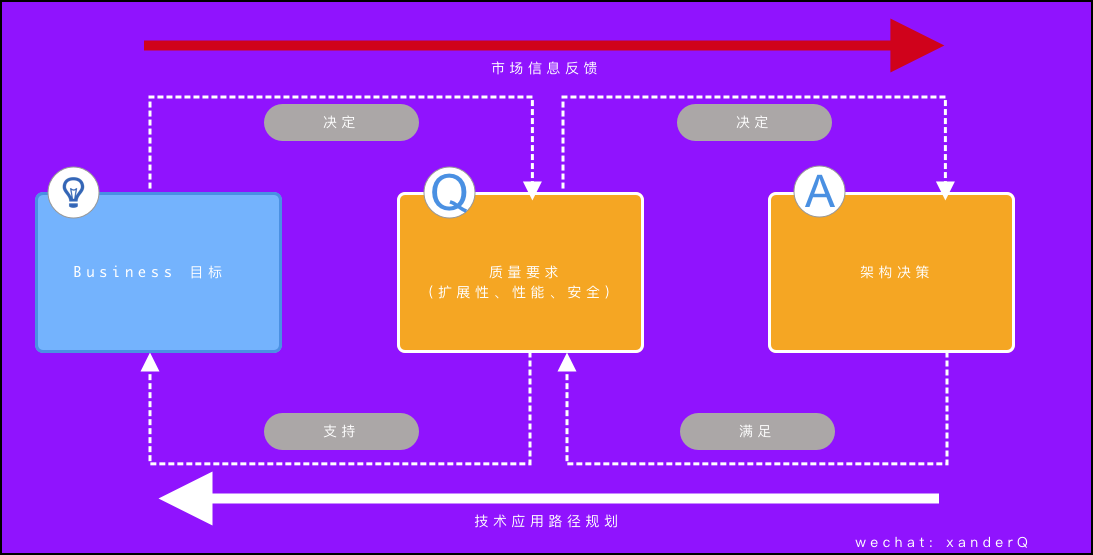 市场信息反馈
决定
决定
Q
A
Business 目标
质量要求
(扩展性、性能、安全)
架构决策
支持
满足
技术应用路径规划
wechat: xanderQ